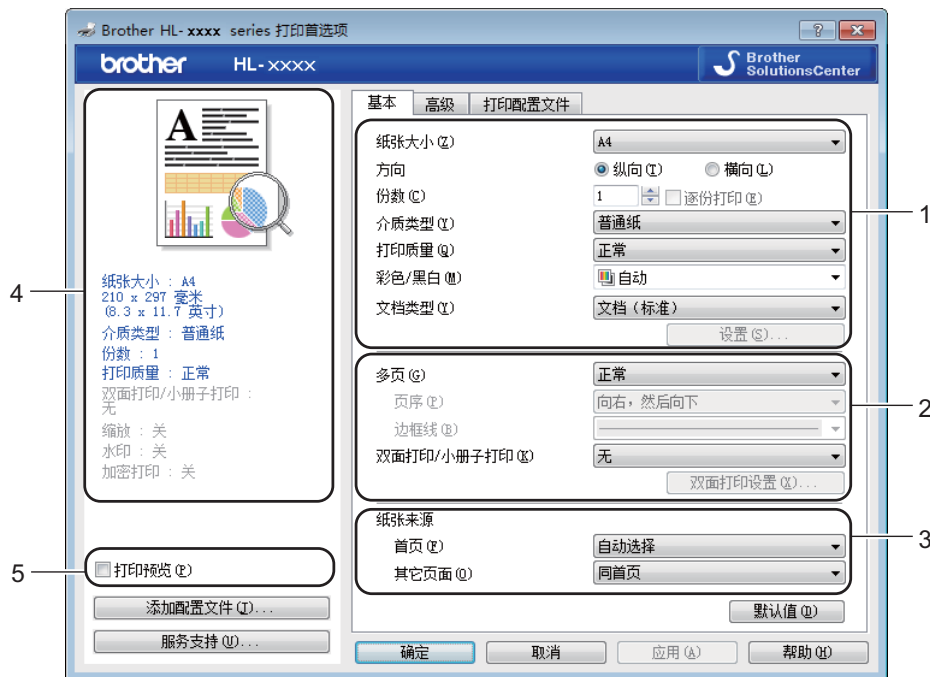 Brother HL- xxxx series 打印首选项
brother HL-xxxx
Brother
SolutionsCenter
基本 高级 打印配置文件
纸张大小(Z) A4
方向 纵向(T) 横向(L)
份数(C) 1 逐份打印(E)
介质类型(Y) 普通纸
打印质量(Q) 正常
彩色/黑白(M) 自动
文档类型(Y) 文档（标准）
设置(S)...
1
多页(G) 正常
页序(P) 向右，然后向下
边框线(B)
双面打印/小册子打印(K) 无
双面打印设置(X)...
2
纸张来源
首页(F) 自动选择
其它页面(O) 同首页
3
默认值(D)
确定 取消 应用(A) 帮助(H)
A
4
纸张大小 : A4
210 x 297 毫米
(8.3 x 11.7 英寸)
介质类型 : 普通纸
份数 : 1
打印质量 : 正常
双面打印/小册子打印 :
无
缩放 : 关
水印 : 关
加密打印 : 关
5
打印预览(P)
添加配置文件(J)...
服务支持(U)...